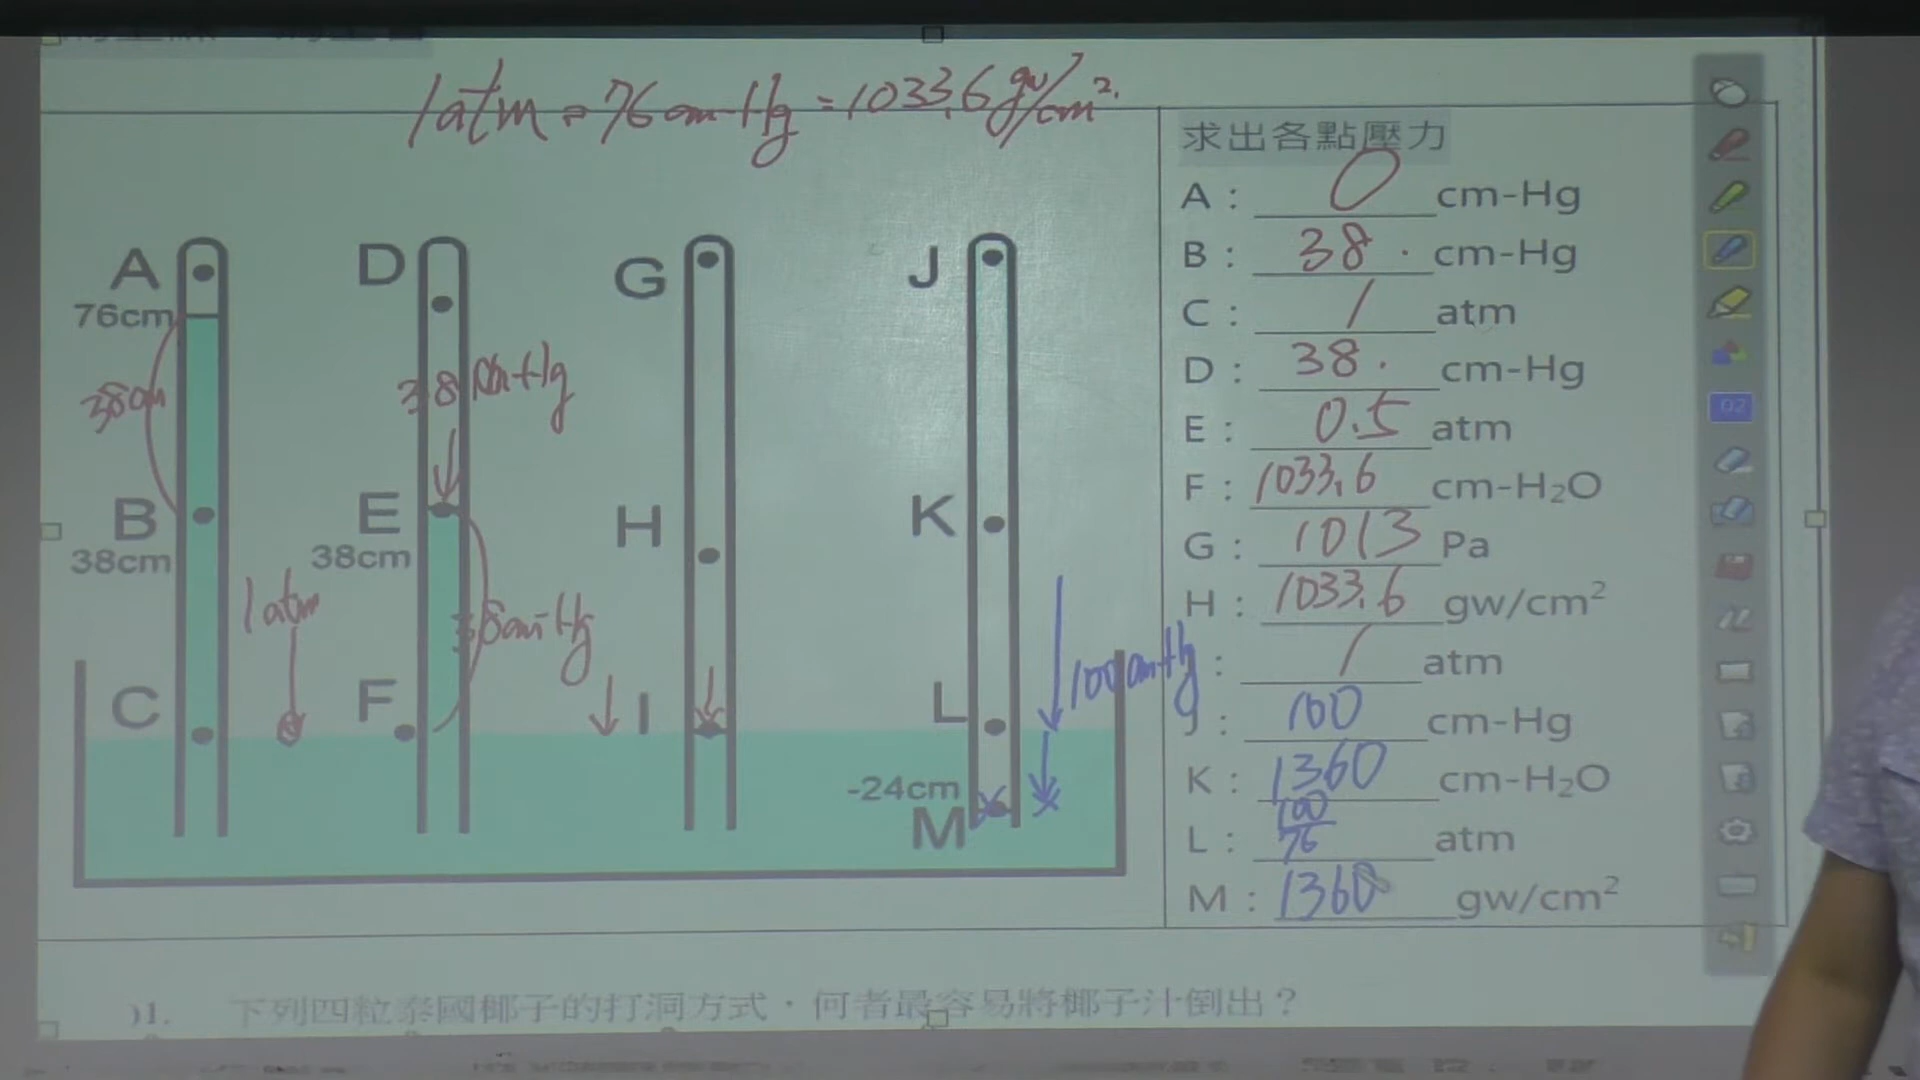 1atm = 76cm-Hg = 1033.6 gw/cm².
求出各點壓力
A : 0 cm-Hg
B : 38 . cm-Hg
C : 1 atm
D : 38 . cm-Hg
E : 0.5 atm
F : 1033.6 cm-H₂O
G : 1013 Pa
H : 1033.6 gw/cm²
: 1 atm
J : 100 cm-Hg
K : 1360 cm-H₂O
L : 100/76 atm
M : 1360 gw/cm²
A
76cm
38cm
B
38cm
1atm
C
D
38cm-Hg
E
38cm
38cm-Hg
F
G
H
I
J
K
100cm-Hg
L
-24cm
M
02
)1. 下列四粒泰國椰子的打洞方式，何者最容易將椰子汁倒出？